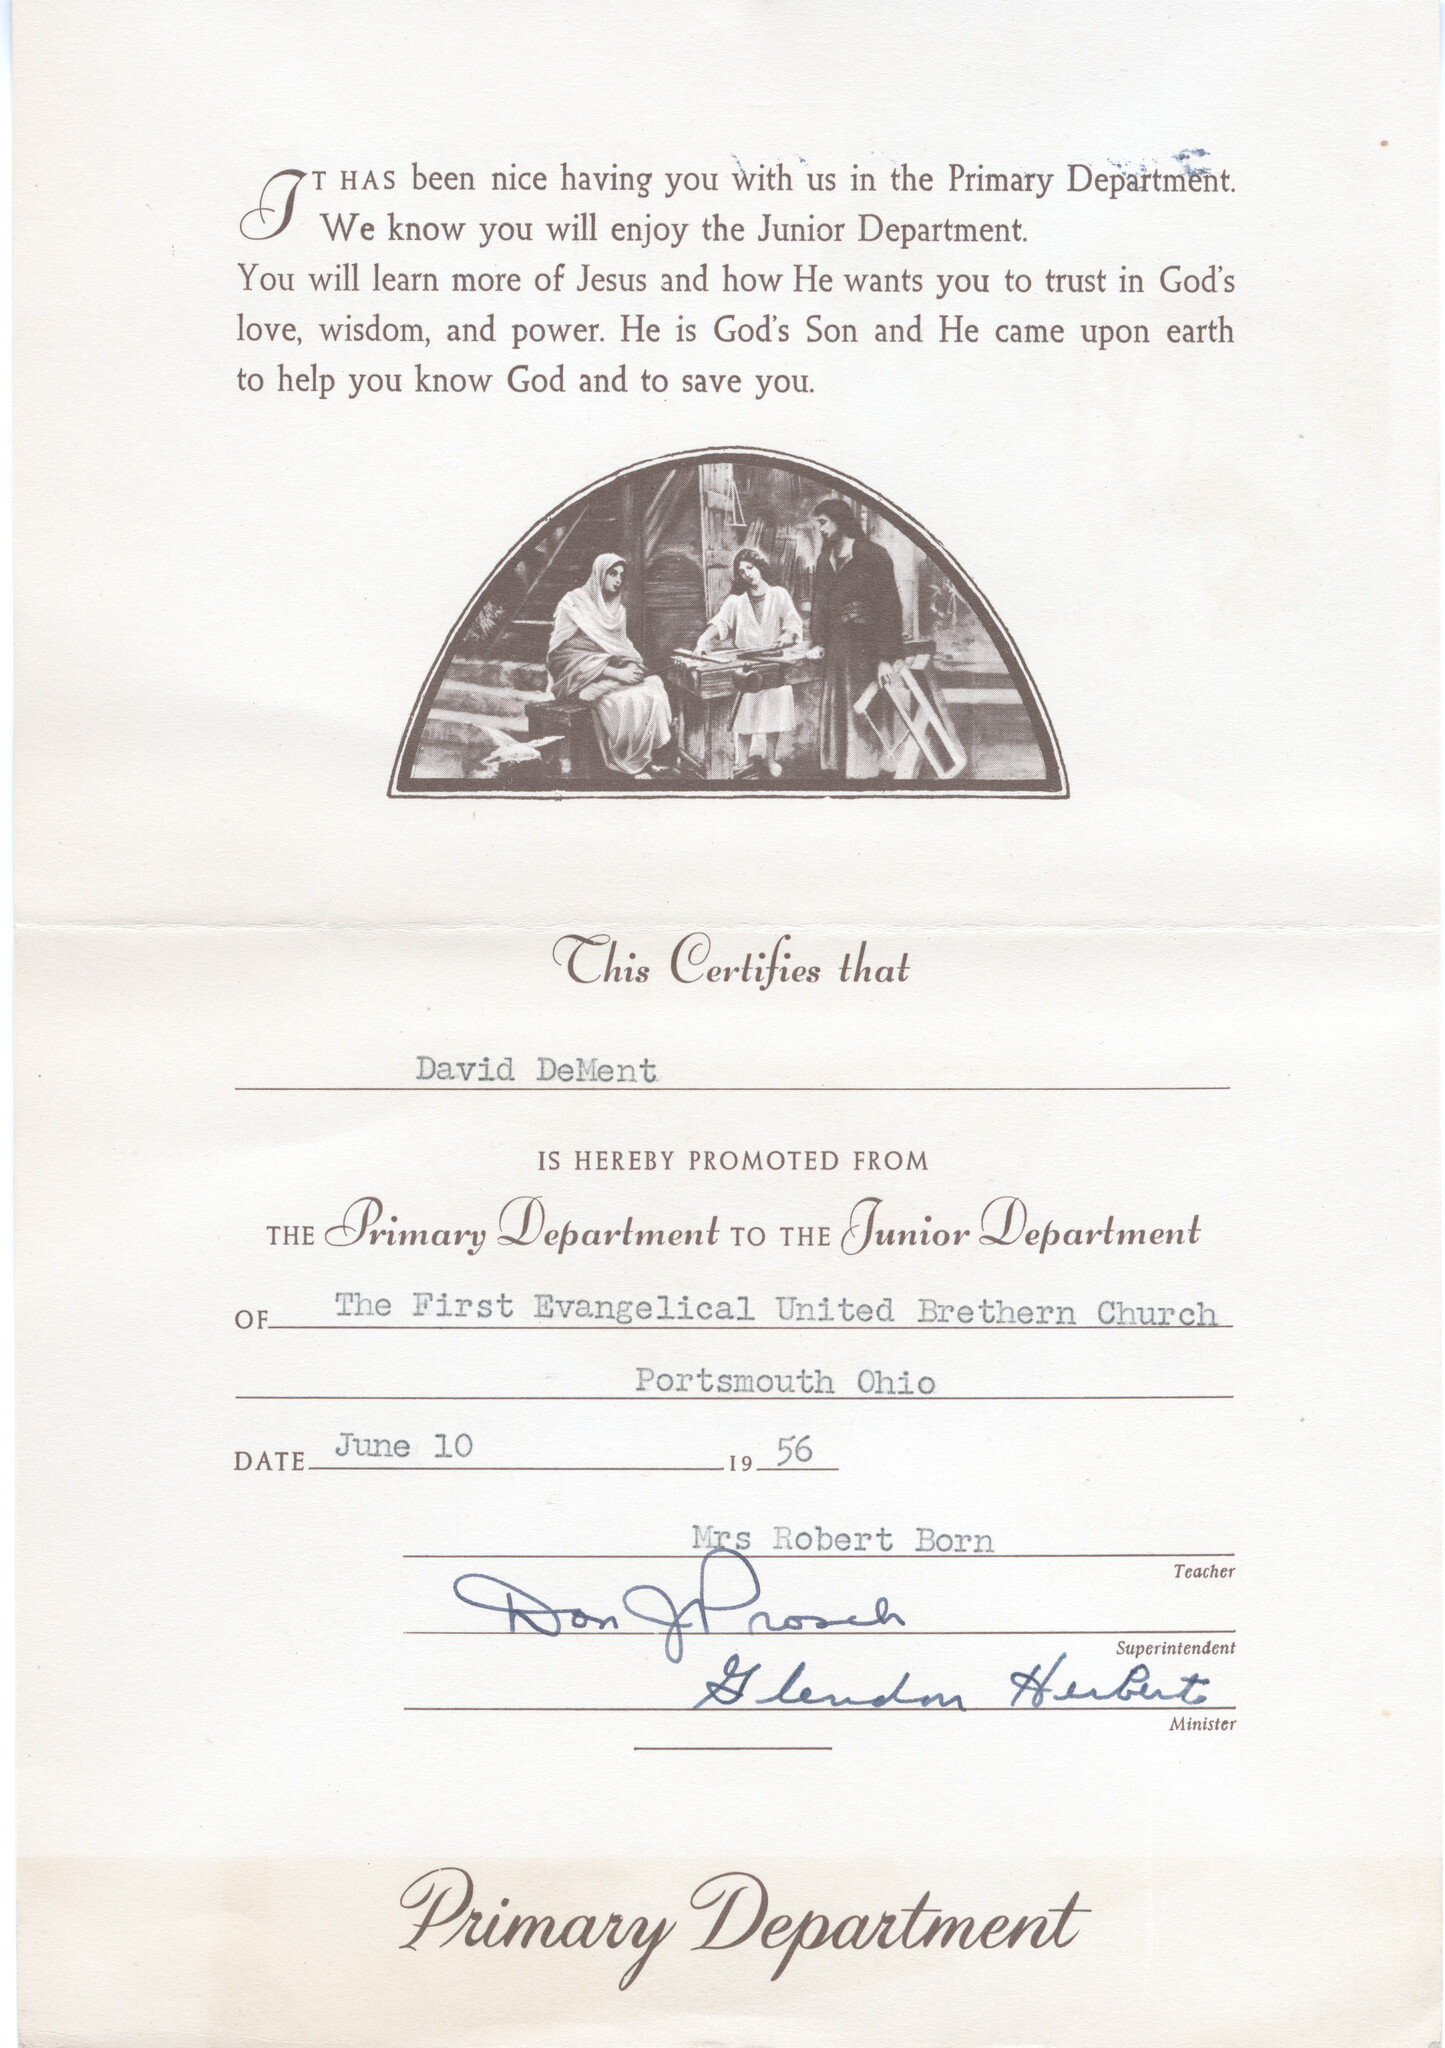 IT HAS been nice having you with us in the Primary Department.
We know you will enjoy the Junior Department.
You will learn more of Jesus and how He wants you to trust in God's
love, wisdom, and power. He is God's Son and He came upon earth
to help you know God and to save you.
This Certifies that
David DeMent
IS HEREBY PROMOTED FROM
THE Primary Department TO THE Junior Department
OF The First Evangelical United Brethern Church
Portsmouth Ohio
DATE June 10 19 56
Mrs Robert Born
Teacher
Don J Prosch
Superintendent
Glendon Herbert
Minister
Primary Department